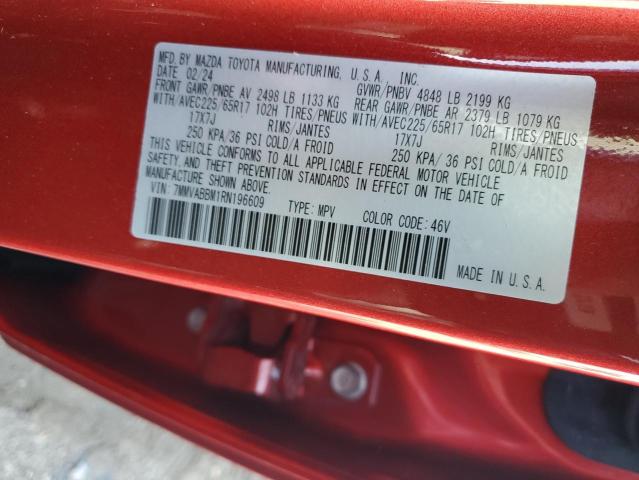 MFD. BY MAZDA TOYOTA MANUFACTURING, U.S.A. INC.
02/24 GVWR/PNBV 4848 LB 2199 KG
FRONT GAWR/PNBE AV 2498 LB 1133 KG REAR GAWR/PNBE AR 2379 LB 1079 KG
WITH/AVEC225/65R17 102H TIRES/PNEUS WITH/AVEC225/65R17 102H TIRES/PNEUS
17X7J RIMS/JANTES 17X7J RIMS/JANTES
250 KPA/36 PSI COLD/A FROID 250 KPA/36 PSI COLD/A FROID
THIS VEHICLE CONFORMS TO ALL APPLICABLE FEDERAL MOTOR VEHICLE
SAFETY, AND THEFT PREVENTION STANDARDS IN EFFECT ON THE DATE OF
MANUFACTURE SHOWN ABOVE.
VIN: 7MMVABBM1RN196609 TYPE: MPV COLOR CODE: 46V
MADE IN U.S.A.